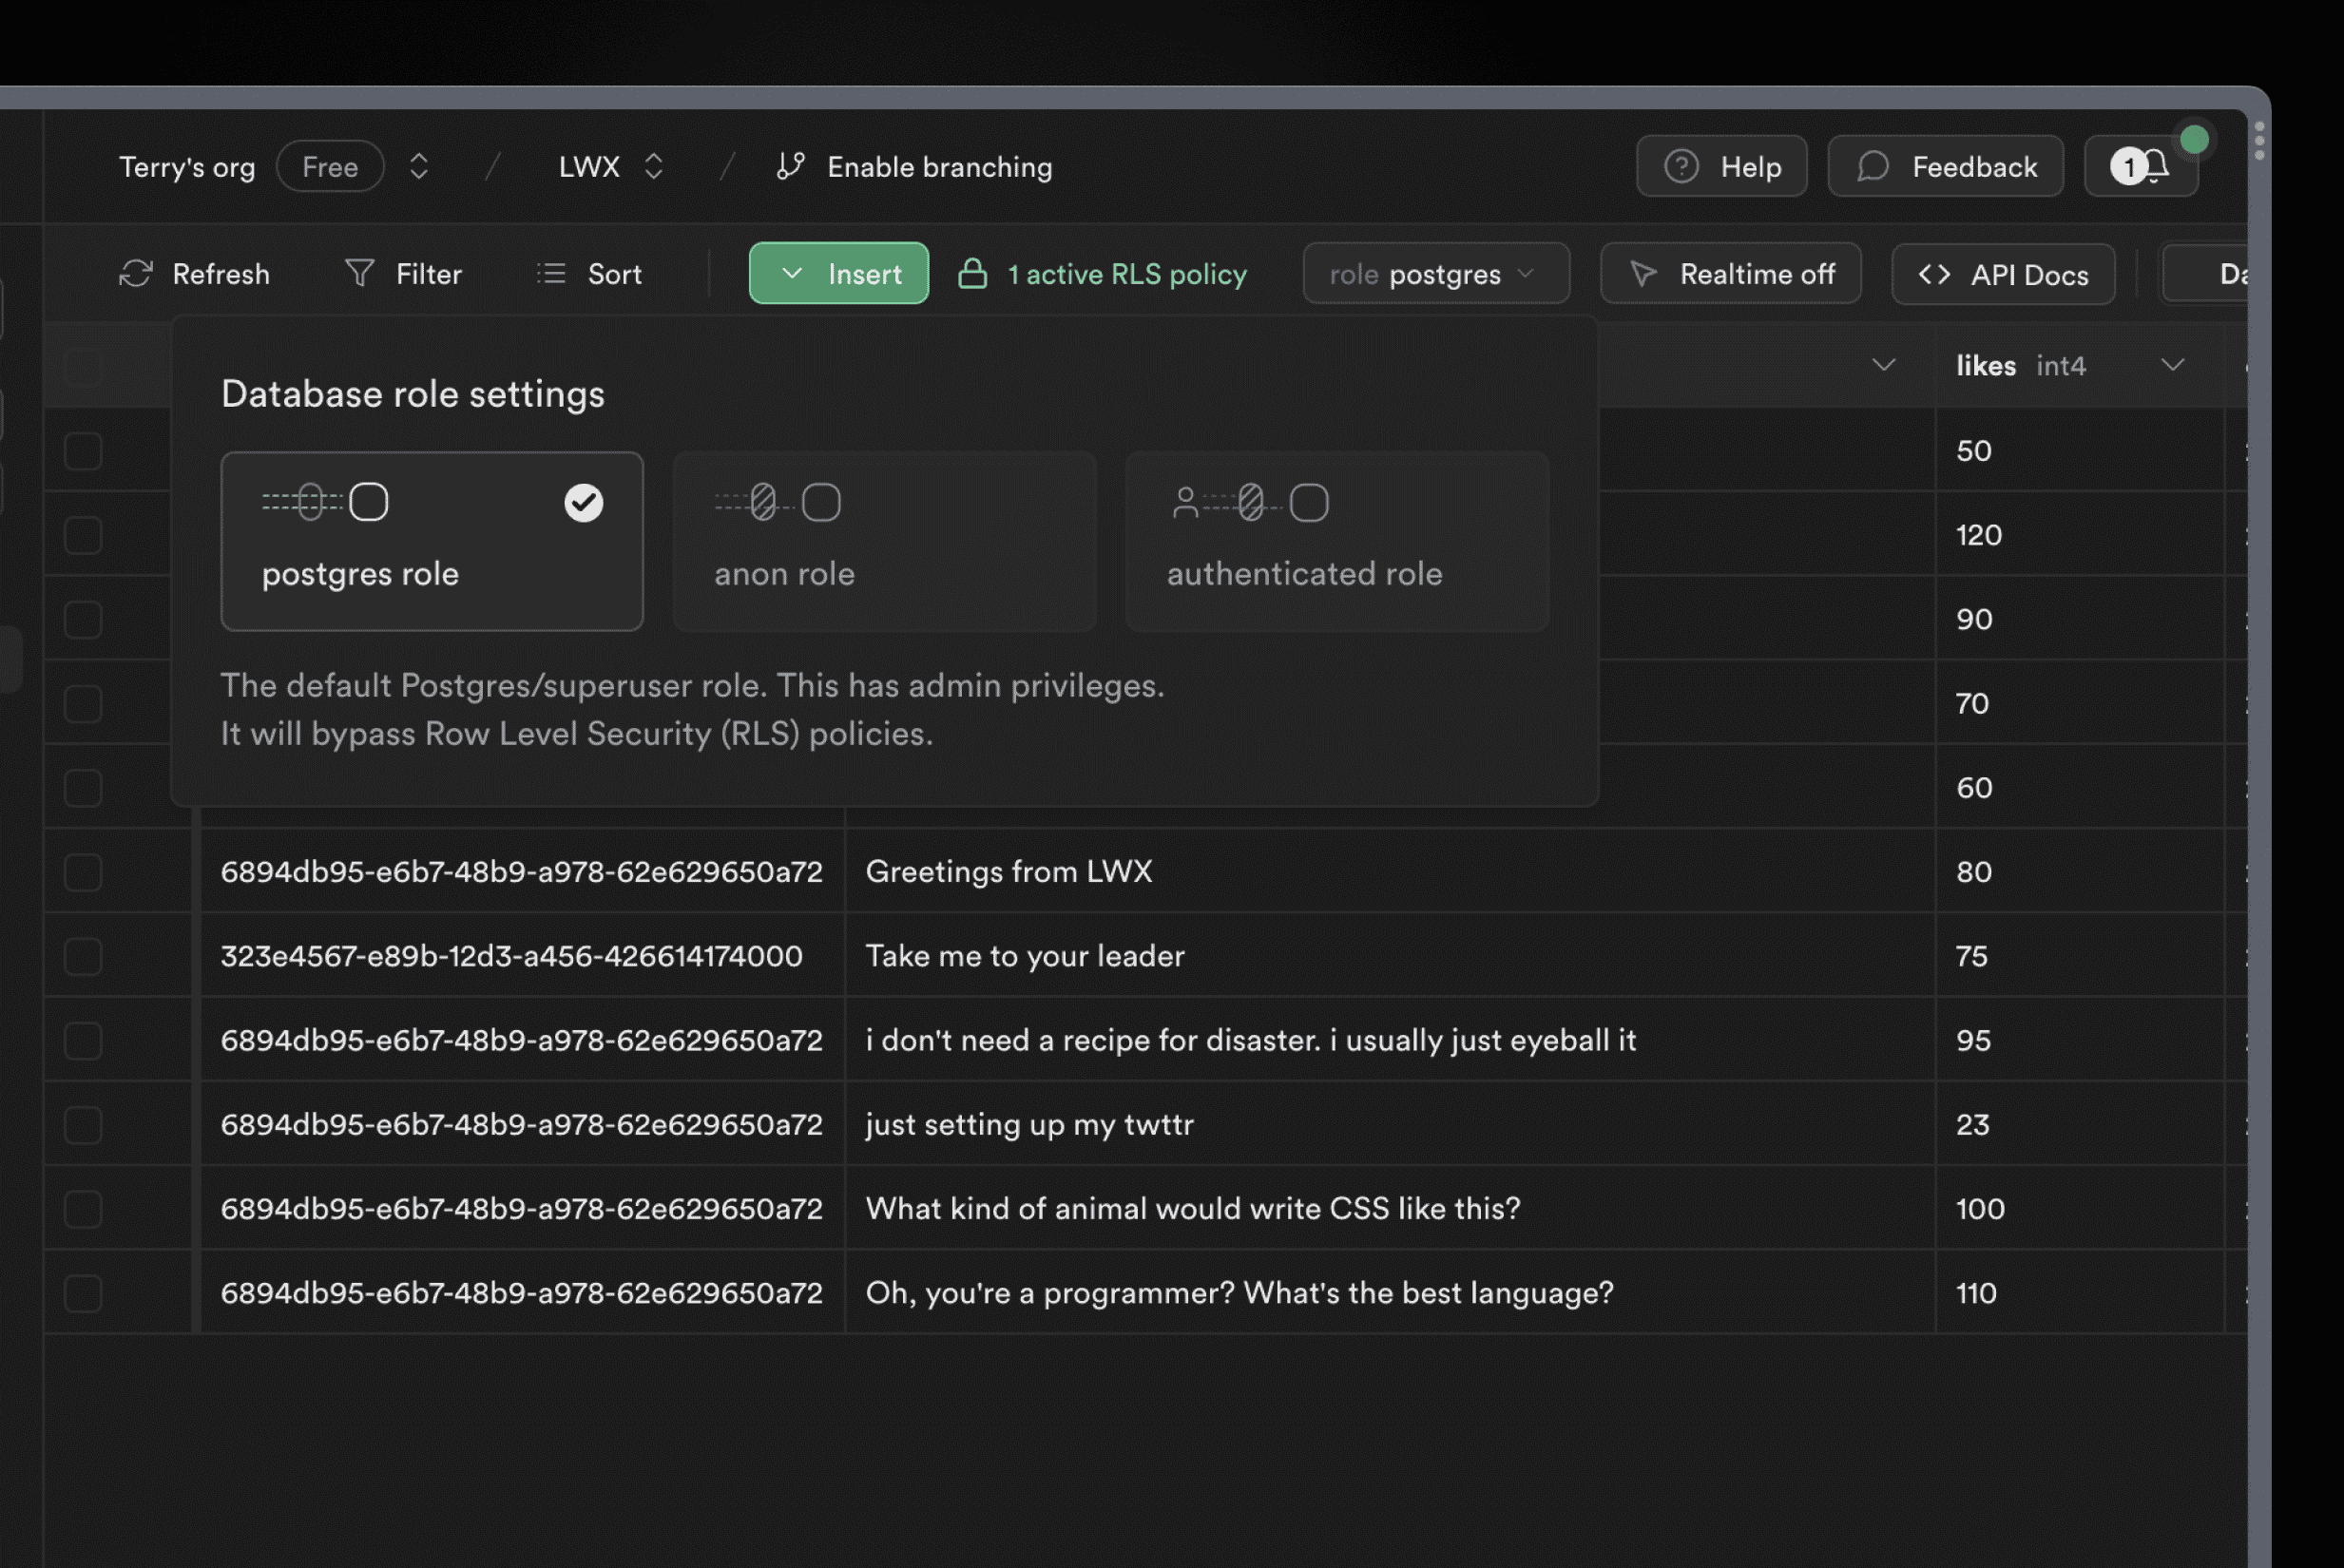 Terry's org Free / LWX / Enable branching Help Feedback 1
Refresh Filter Sort Insert 1 active RLS policy role postgres Realtime off API Docs
likes int4
Database role settings
postgres role anon role authenticated role
The default Postgres/superuser role. This has admin privileges.
It will bypass Row Level Security (RLS) policies.
50
120
90
70
60
6894db95-e6b7-48b9-a978-62e629650a72 Greetings from LWX 80
323e4567-e89b-12d3-a456-426614174000 Take me to your leader 75
6894db95-e6b7-48b9-a978-62e629650a72 i don't need a recipe for disaster. i usually just eyeball it 95
6894db95-e6b7-48b9-a978-62e629650a72 just setting up my twttr 23
6894db95-e6b7-48b9-a978-62e629650a72 What kind of animal would write CSS like this? 100
6894db95-e6b7-48b9-a978-62e629650a72 Oh, you're a programmer? What's the best language? 110